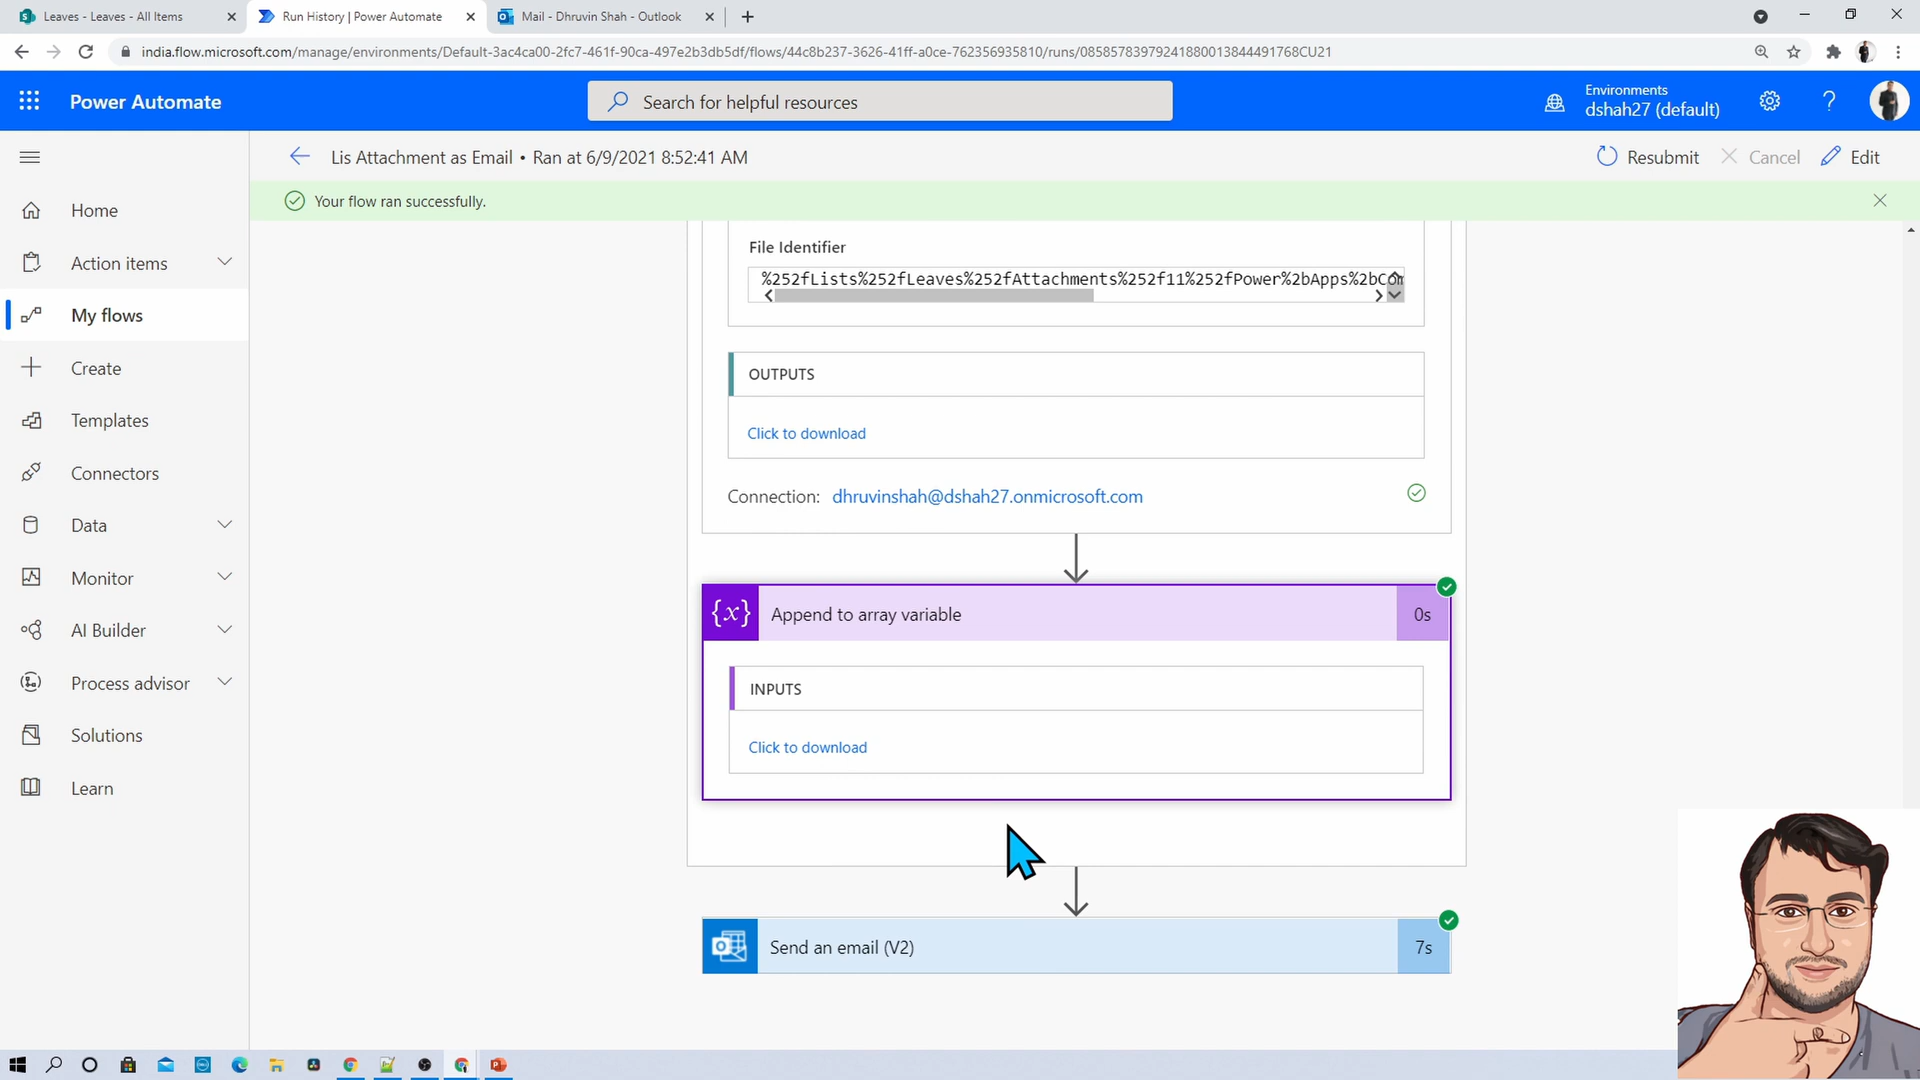 Leaves - Leaves - All Items
Run History | Power Automate
Mail - Dhruvin Shah - Outlook
india.flow.microsoft.com/manage/environments/Default-3ac4ca00-2fc7-461f-90ca-497e2b3db5df/flows/44c8b237-3626-41ff-a0ce-762356935810/runs/08585783979241880013844491768CU21
Power Automate
Search for helpful resources
Environments
dshah27 (default)
Lis Attachment as Email • Ran at 6/9/2021 8:52:41 AM
Resubmit
Cancel
Edit
Your flow ran successfully.
Home
Action items
My flows
Create
Templates
Connectors
Data
Monitor
AI Builder
Process advisor
Solutions
Learn
File Identifier
%252fLists%252fLeaves%252fAttachments%252f11%252fPower%2bApps%2bCom
OUTPUTS
Click to download
Connection: dhruvinshah@dshah27.onmicrosoft.com
{x} Append to array variable 0s
INPUTS
Click to download
Send an email (V2) 7s